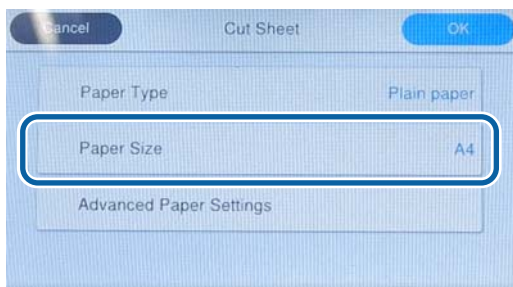 Cancel Cut Sheet OK
Paper Type Plain paper
Paper Size A4
Advanced Paper Settings